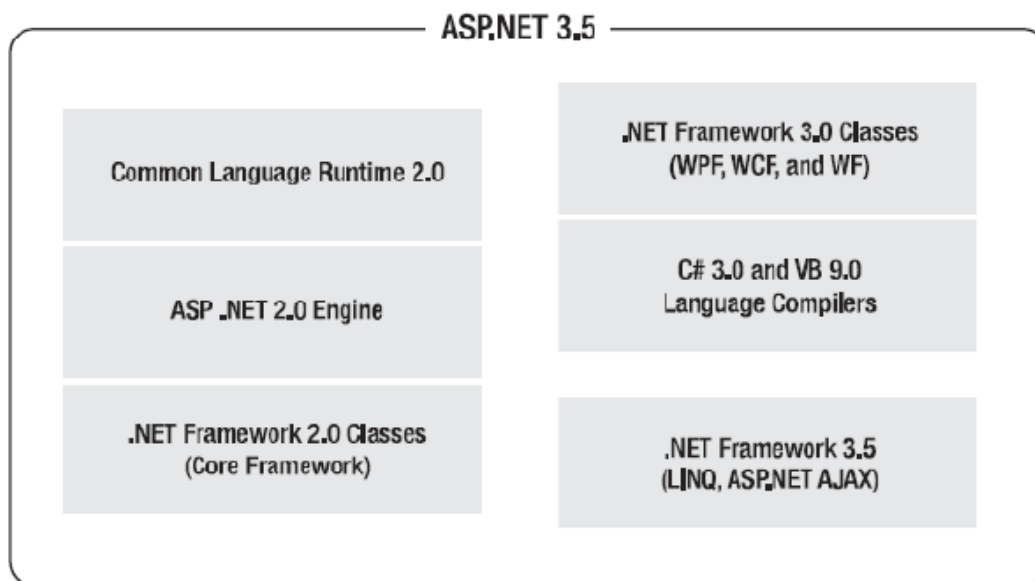 ASP.NET 3.5
Common Language Runtime 2.0
ASP .NET 2.0 Engine
.NET Framework 2.0 Classes
(Core Framework)
.NET Framework 3.0 Classes
(WPF, WCF, and WF)
C# 3.0 and VB 9.0
Language Compilers
.NET Framework 3.5
(LINQ, ASP.NET AJAX)